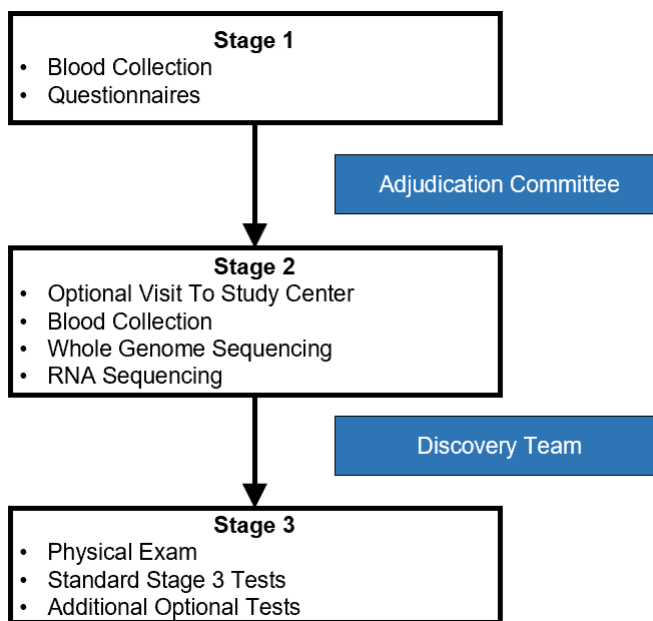 Stage 1
• Blood Collection
• Questionnaires
Adjudication Committee
Stage 2
• Optional Visit To Study Center
• Blood Collection
• Whole Genome Sequencing
• RNA Sequencing
Discovery Team
Stage 3
• Physical Exam
• Standard Stage 3 Tests
• Additional Optional Tests